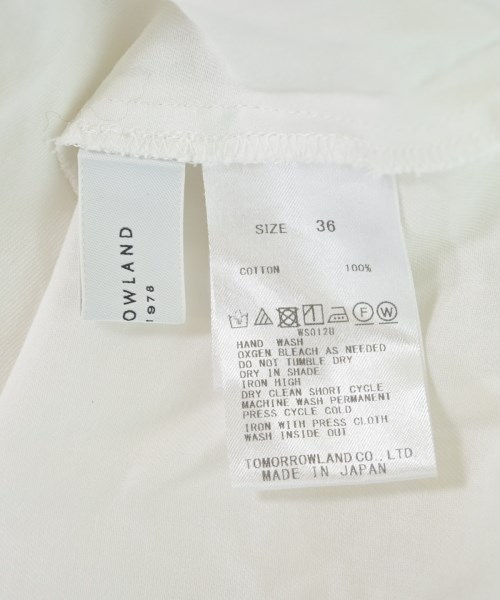 OWLAND
1978
SIZE 36
COTTON 100%
F W
WS012U
HAND WASH
OXGEN BLEACH AS NEEDED
DO NOT TUMBLE DRY
DRY IN SHADE
IRON HIGH
DRY CLEAN SHORT CYCLE
MACHINE WASH PERMANENT
PRESS CYCLE COLD
IRON WITH PRESS CLOTH
WASH INSIDE OUT
TOMORROWLAND CO., LTD.
MADE IN JAPAN